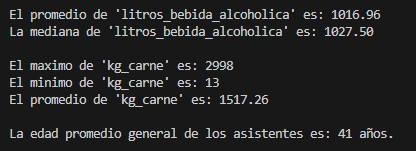 El promedio de 'litros_bebida_alcoholica' es: 1016.96
La mediana de 'litros_bebida_alcoholica' es: 1027.50
El maximo de 'kg_carne' es: 2998
El minimo de 'kg_carne' es: 13
El promedio de 'kg_carne' es: 1517.26
La edad promedio general de los asistentes es: 41 años.